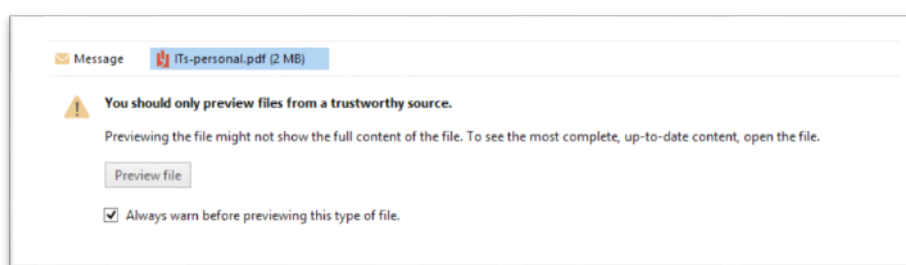 Message ITs-personal.pdf (2 MB)
You should only preview files from a trustworthy source.
Previewing the file might not show the full content of the file. To see the most complete, up-to-date content, open the file.
Preview file
Always warn before previewing this type of file.